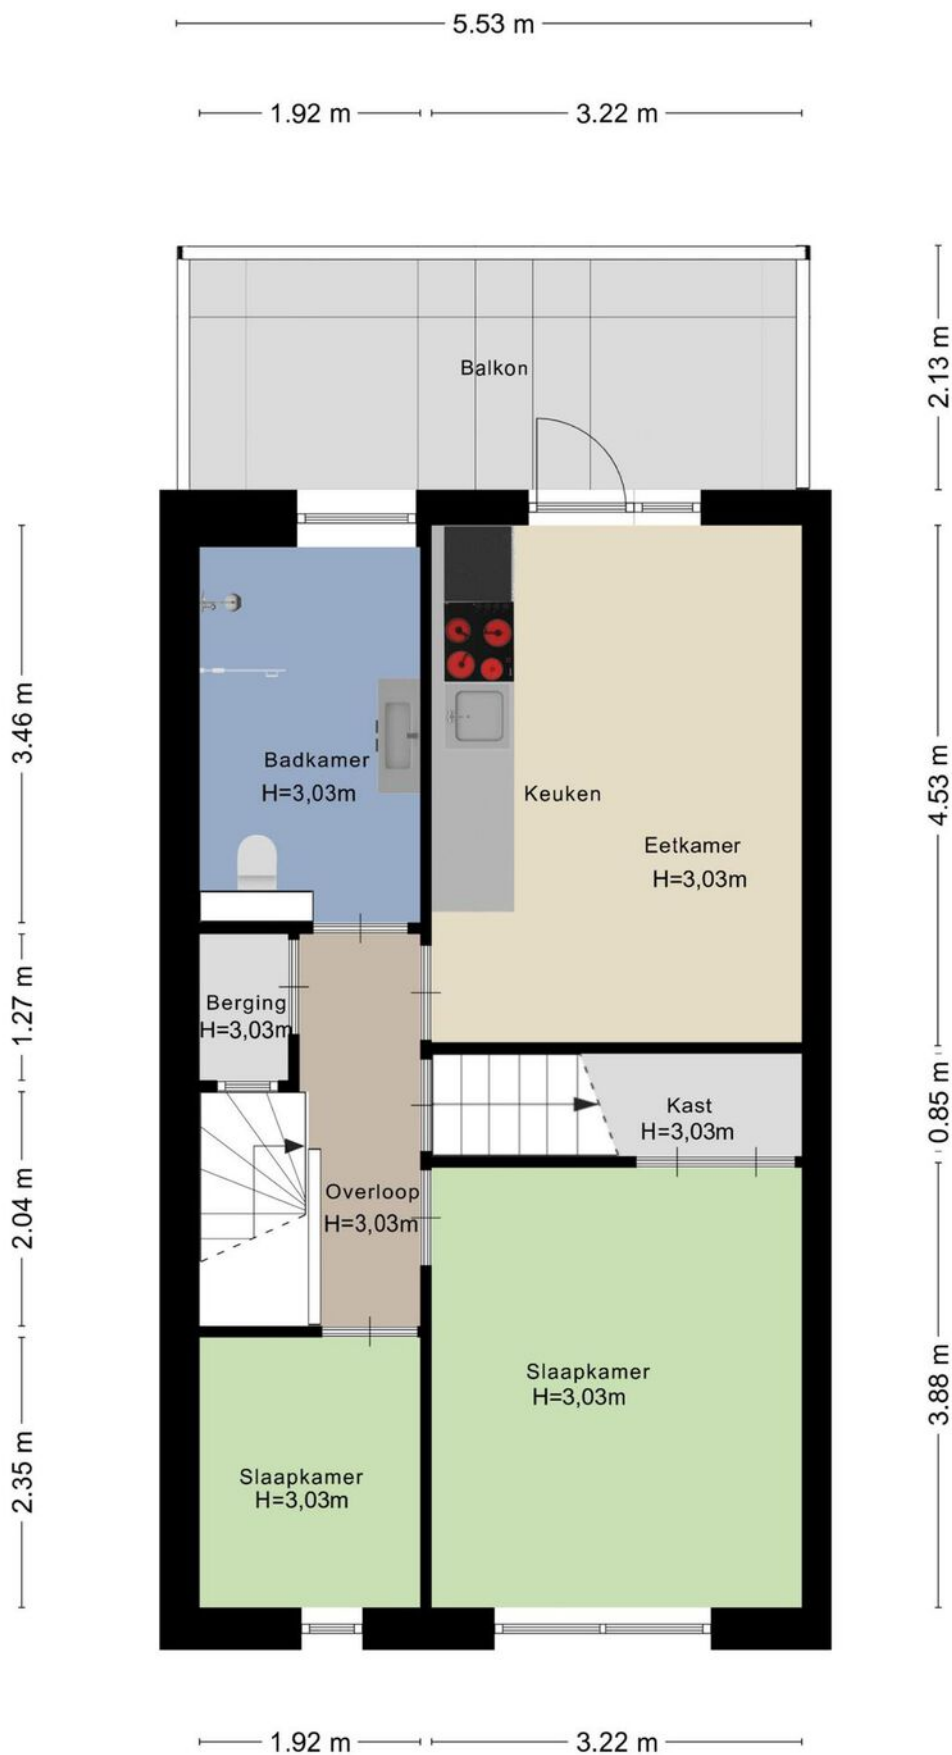 5.53 m
1.92 m
3.22 m
2.13 m
Balkon
3.46 m
4.53 m
Badkamer
H=3,03m
Keuken
Eetkamer
H=3,03m
1.27 m
Berging
H=3,03m
0.85 m
Kast
H=3,03m
2.04 m
Overloop
H=3,03m
3.88 m
Slaapkamer
H=3,03m
2.35 m
Slaapkamer
H=3,03m
1.92 m
3.22 m